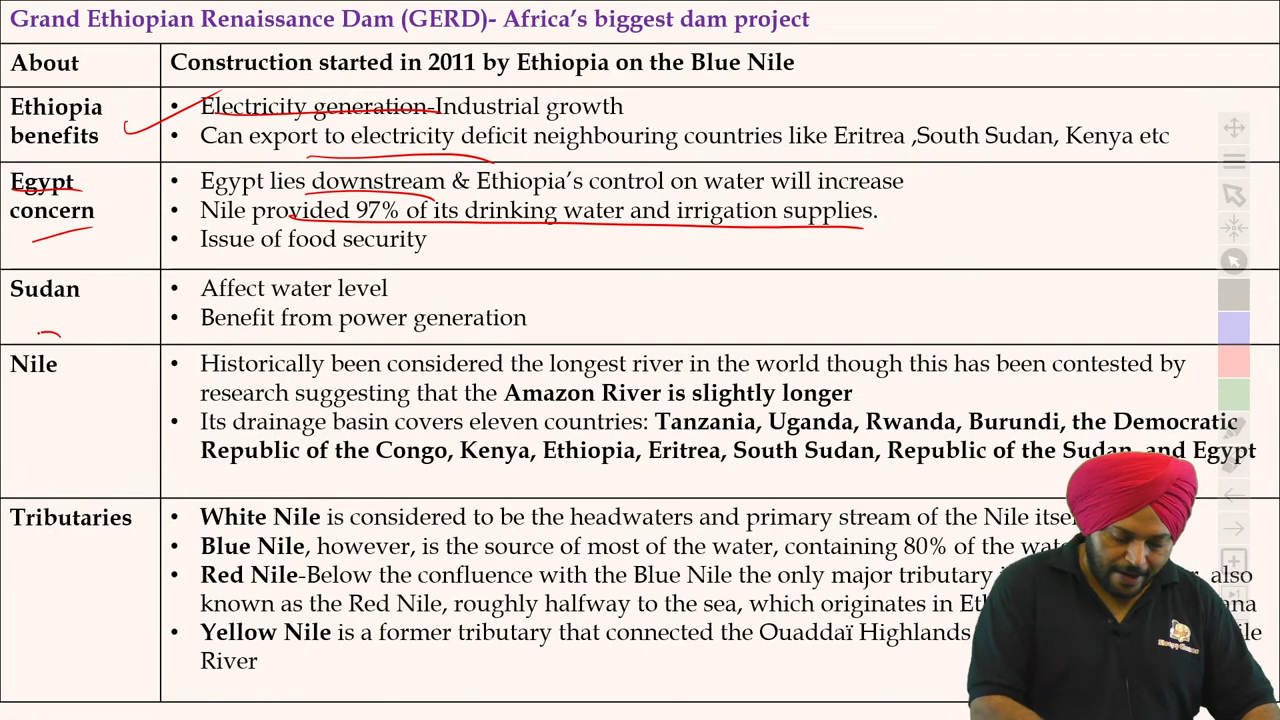 Grand Ethiopian Renaissance Dam (GERD)- Africa's biggest dam project
About
Construction started in 2011 by Ethiopia on the Blue Nile
Ethiopia
benefits
• Electricity generation-Industrial growth
• Can export to electricity deficit neighbouring countries like Eritrea ,South Sudan, Kenya etc
Egypt
concern
• Egypt lies downstream & Ethiopia's control on water will increase
• Nile provided 97% of its drinking water and irrigation supplies.
• Issue of food security
Sudan
• Affect water level
• Benefit from power generation
Nile
• Historically been considered the longest river in the world though this has been contested by
research suggesting that the Amazon River is slightly longer
• Its drainage basin covers eleven countries: Tanzania, Uganda, Rwanda, Burundi, the Democratic
Republic of the Congo, Kenya, Ethiopia, Eritrea, South Sudan, Republic of the Sudan, and Egypt
Tributaries
• White Nile is considered to be the headwaters and primary stream of the Nile
• Blue Nile, however, is the source of most of the water, containing 80% of the
• Red Nile-Below the confluence with the Blue Nile the only major tributary also
known as the Red Nile, roughly halfway to the sea, which originates in
• Yellow Nile is a former tributary that connected the Ouaddaï Highlands
River